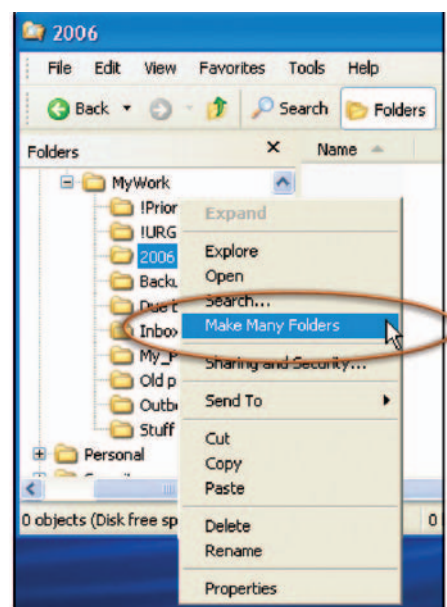 2006
File Edit View Favorites Tools Help
Back Search Folders
Folders Name
MyWork
!Prior
!URG
2006
Backu
Inbox
My_P
Old p
Outb
Stuff
Personal
Expand
Explore
Open
Search...
Make Many Folders
Sharing and Security...
Send To
Cut
Copy
Paste
Delete
Rename
Properties
0 objects (Disk free sp 0